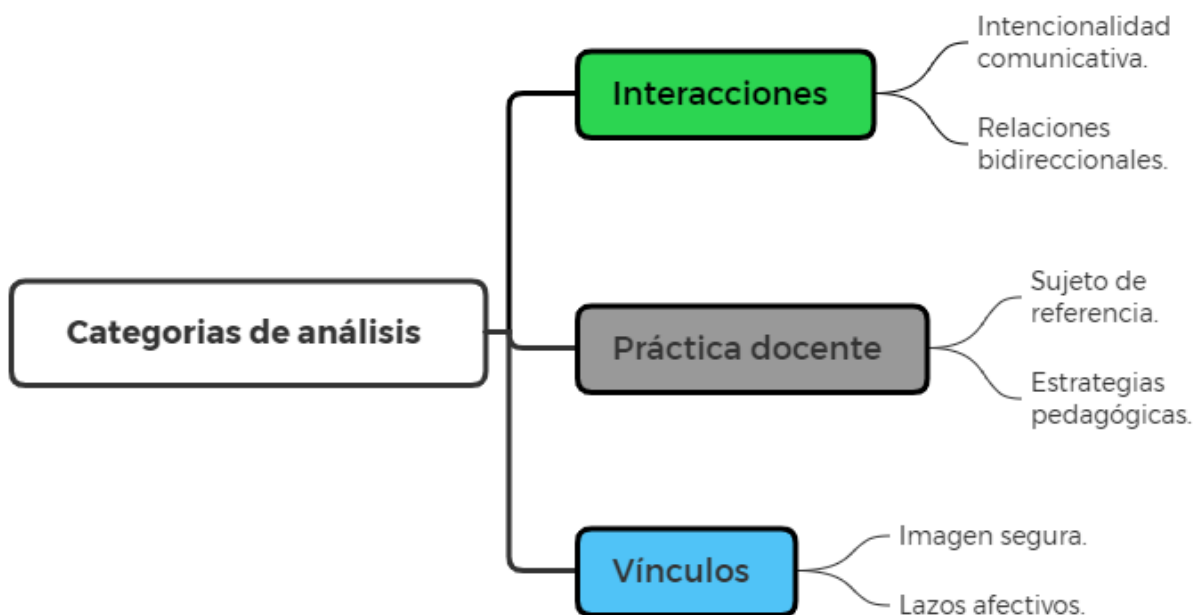 Categorias de análisis
Interacciones
Intencionalidad
comunicativa.
Relaciones
bidireccionales.
Práctica docente
Sujeto de
referencia.
Estrategias
pedagógicas.
Vínculos
Imagen segura.
Lazos afectivos.